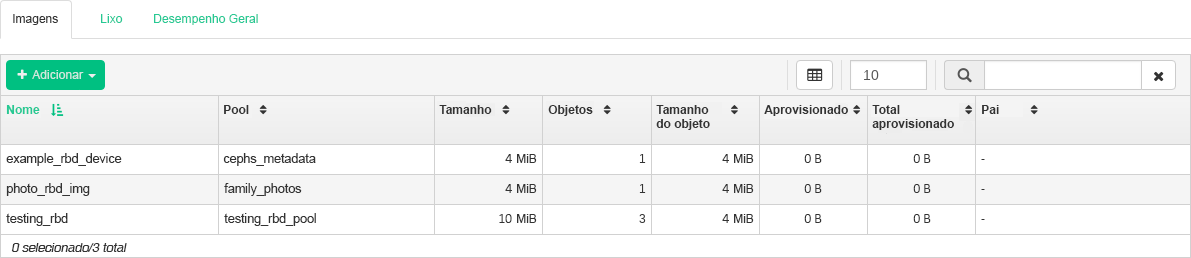 Imagens Lixo Desempenho Geral
Adicionar 10
Nome Pool Tamanho Objetos Tamanho do objeto Aprovisionado Total aprovisionado Pai
example_rbd_device cephs_metadata 4 MiB 1 4 MiB 0 B 0 B -
photo_rbd_img family_photos 4 MiB 1 4 MiB 0 B 0 B -
testing_rbd testing_rbd_pool 10 MiB 3 4 MiB 0 B 0 B -
0 selecionado/3 total